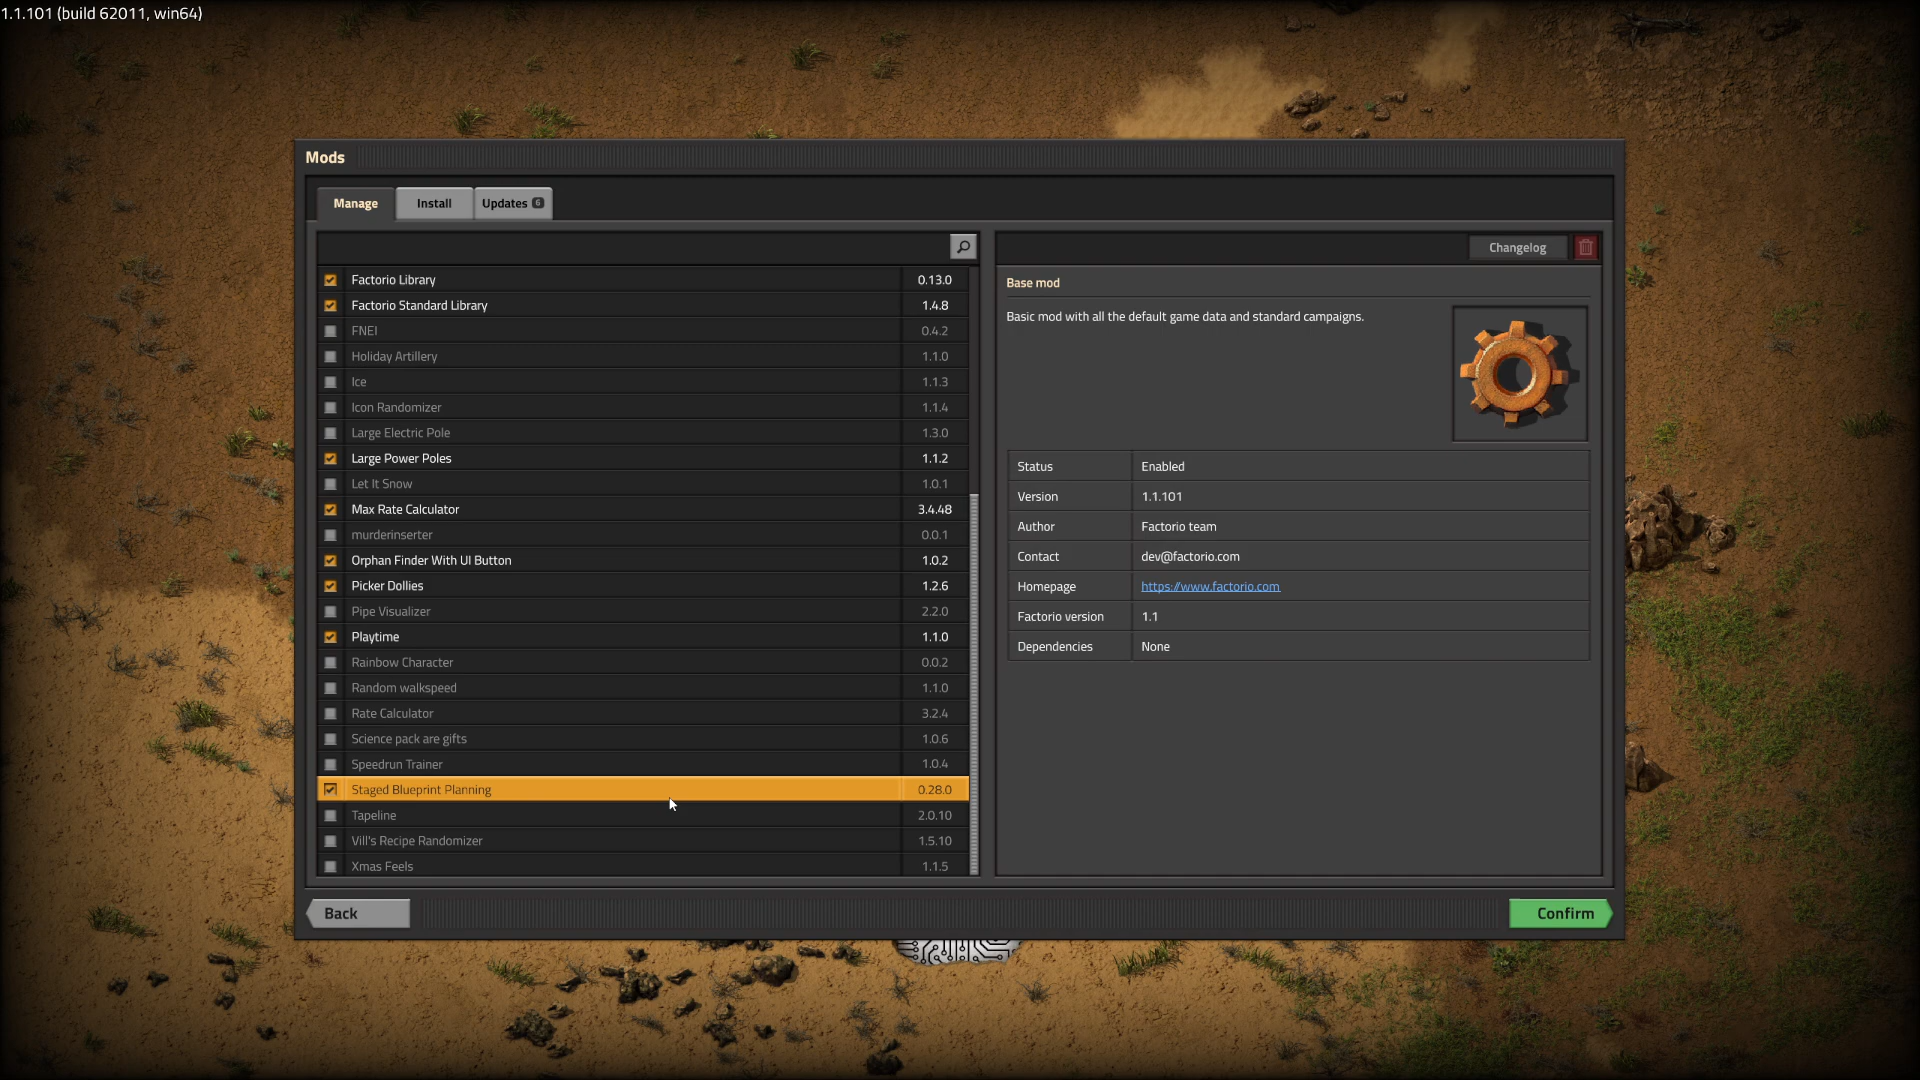 1.1.101 (build 62011, win64)
Mods
Manage Install Updates 6
Factorio Library 0.13.0
Factorio Standard Library 1.4.8
FNEI 0.4.2
Holiday Artillery 1.1.0
Ice 1.1.3
Icon Randomizer 1.1.4
Large Electric Pole 1.3.0
Large Power Poles 1.1.2
Let It Snow 1.0.1
Max Rate Calculator 3.4.48
murderinserter 0.0.1
Orphan Finder With UI Button 1.0.2
Picker Dollies 1.2.6
Pipe Visualizer 2.2.0
Playtime 1.1.0
Rainbow Character 0.0.2
Random walkspeed 1.1.0
Rate Calculator 3.2.4
Science pack are gifts 1.0.6
Speedrun Trainer 1.0.4
Staged Blueprint Planning 0.28.0
Tapeline 2.0.10
Vill's Recipe Randomizer 1.5.10
Xmas Feels 1.1.5
Changelog
Base mod
Basic mod with all the default game data and standard campaigns.
Status Enabled
Version 1.1.101
Author Factorio team
Contact dev@factorio.com
Homepage https://www.factorio.com
Factorio version 1.1
Dependencies None
Back
Confirm